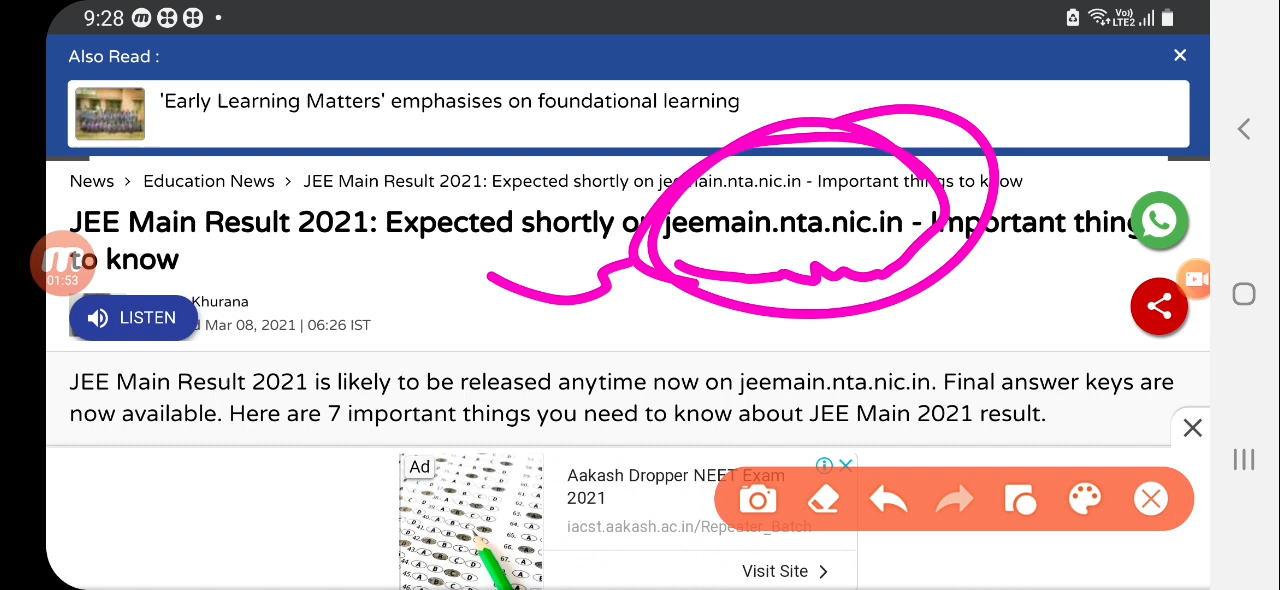 9:28
Vo)) LTE2
Also Read :
'Early Learning Matters' emphasises on foundational learning
News > Education News > JEE Main Result 2021: Expected shortly on jeemain.nta.nic.in - Important things to know
JEE Main Result 2021: Expected shortly on jeemain.nta.nic.in - Important things
to know
01:53
Khurana
LISTEN
d Mar 08, 2021 | 06:26 IST
JEE Main Result 2021 is likely to be released anytime now on jeemain.nta.nic.in. Final answer keys are
now available. Here are 7 important things you need to know about JEE Main 2021 result.
Ad
Aakash Dropper NEET Exam
2021
iacst.aakash.ac.in/Repeater_Batch
Visit Site